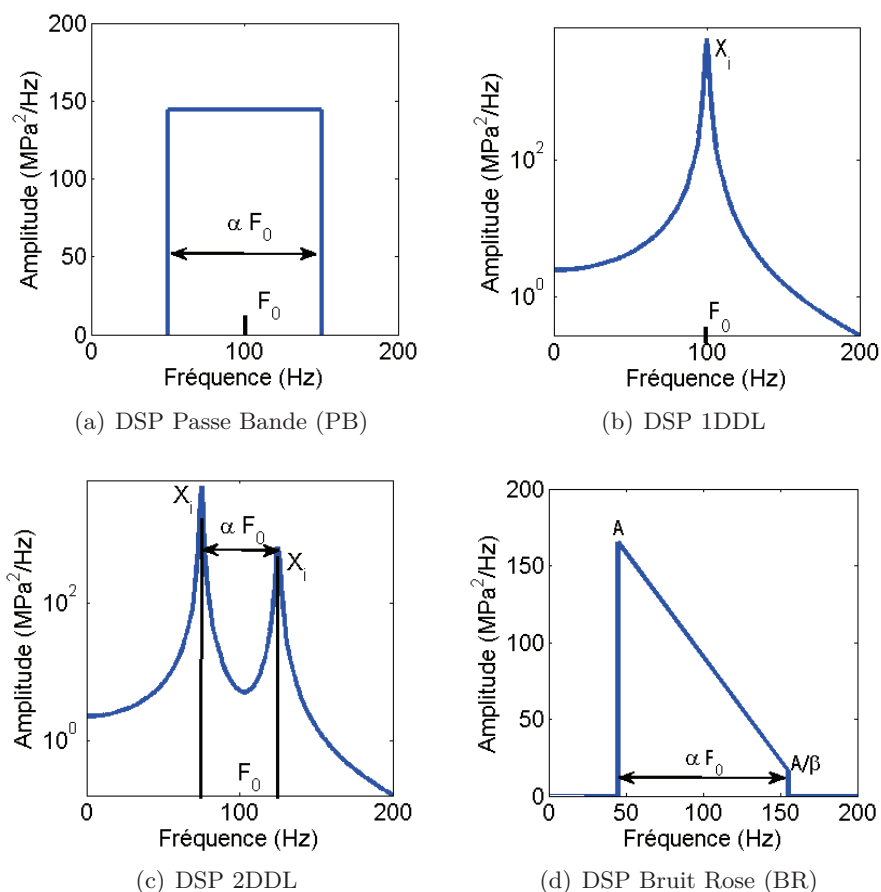 200
150
100
50
0
Amplitude (MPa²/Hz)
α F₀
F₀
0 100 200
Fréquence (Hz)
(a) DSP Passe Bande (PB)
Xᵢ
10²
10⁰
Amplitude (MPa²/Hz)
F₀
0 100 200
Fréquence (Hz)
(b) DSP 1DDL
Xᵢ
α F₀
Xᵢ
10²
10⁰
Amplitude (MPa²/Hz)
F₀
0 100 200
Fréquence (Hz)
(c) DSP 2DDL
200
150
100
50
0
Amplitude (MPa²/Hz)
A
A/β
α F₀
0 50 100 150 200
Fréquence (Hz)
(d) DSP Bruit Rose (BR)